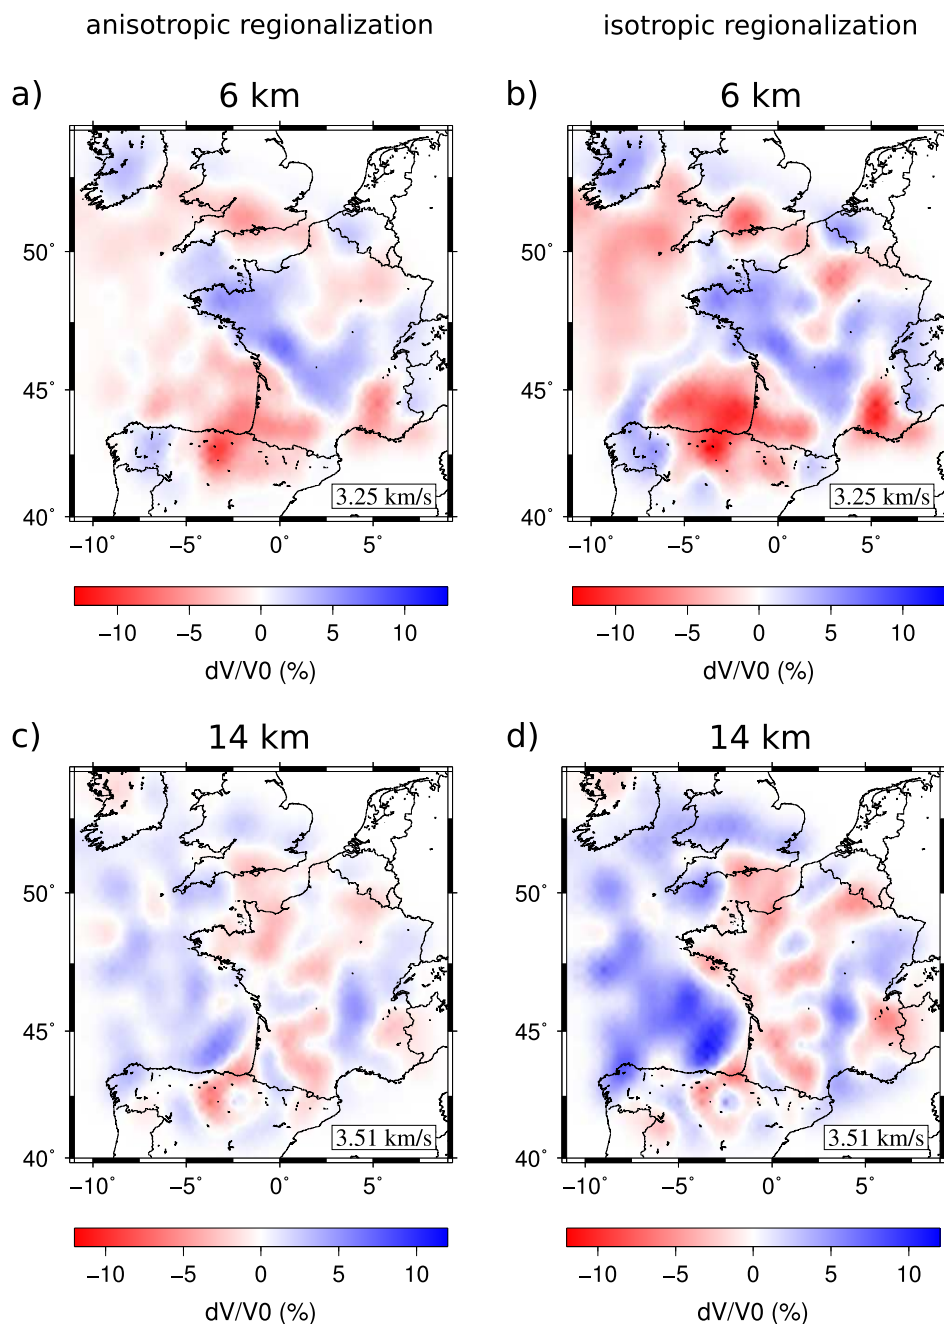 anisotropic regionalization isotropic regionalization
a) 6 km b) 6 km
50°
45°
40°
3.25 km/s
−10° −5° 0° 5°
50°
45°
40°
3.25 km/s
−10° −5° 0° 5°
−10 −5 0 5 10
dV/V0 (%)
−10 −5 0 5 10
dV/V0 (%)
c) 14 km d) 14 km
50°
45°
40°
3.51 km/s
−10° −5° 0° 5°
50°
45°
40°
3.51 km/s
−10° −5° 0° 5°
−10 −5 0 5 10
dV/V0 (%)
−10 −5 0 5 10
dV/V0 (%)